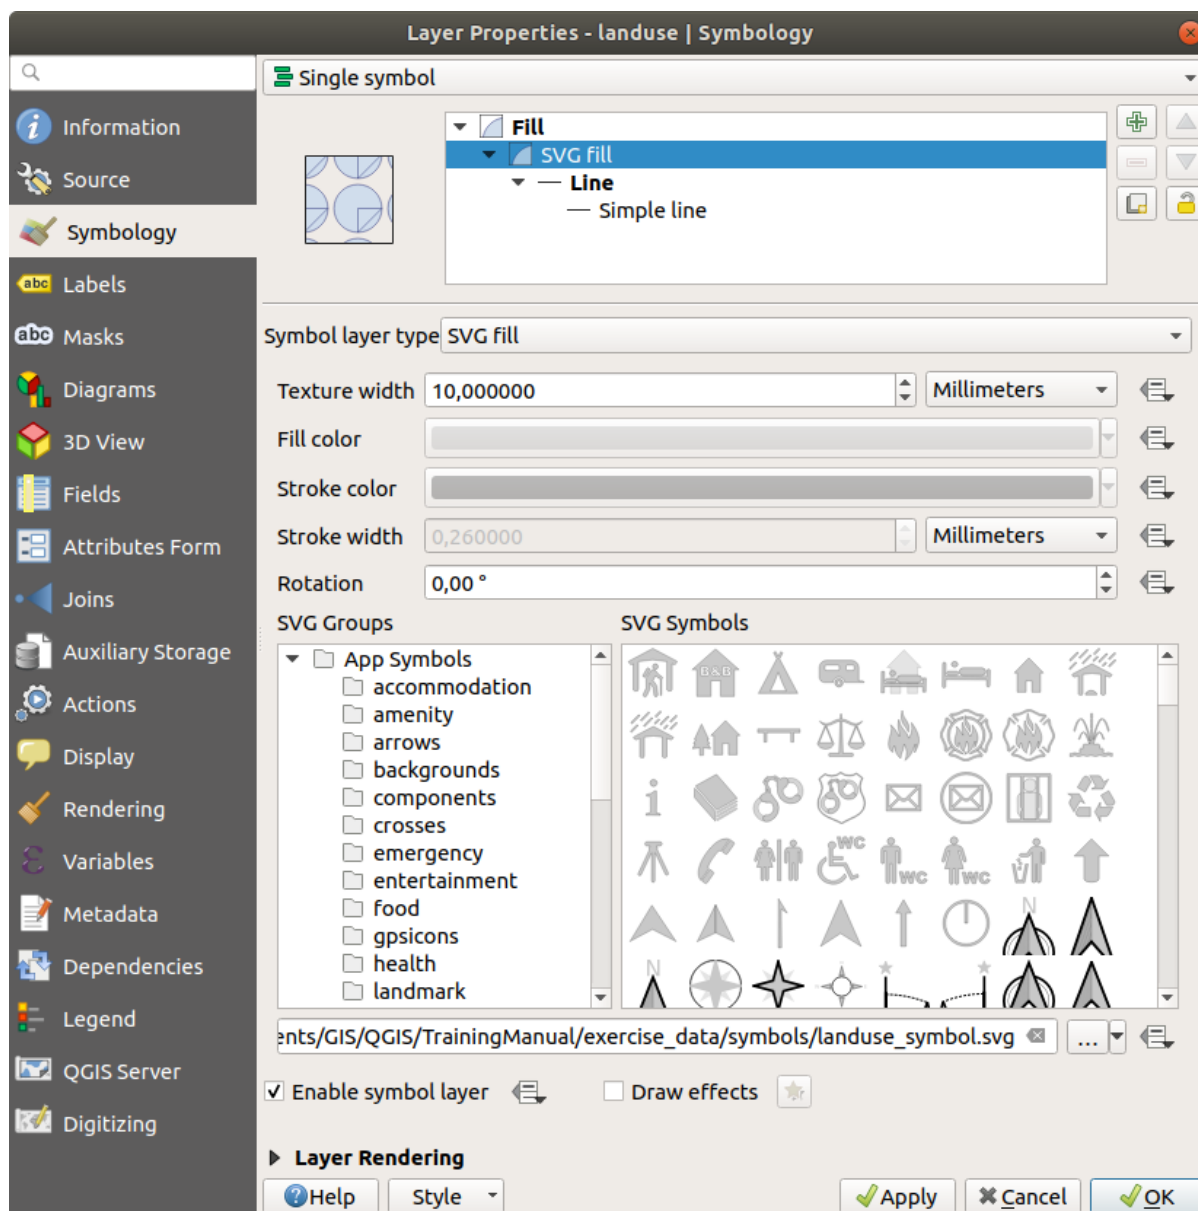 Layer Properties - landuse | Symbology
Information
Source
Symbology
Labels
Masks
Diagrams
3D View
Fields
Attributes Form
Joins
Auxiliary Storage
Actions
Display
Rendering
Variables
Metadata
Dependencies
Legend
QGIS Server
Digitizing
Single symbol
Fill
SVG fill
Line
Simple line
Symbol layer type SVG fill
Texture width 10,000000 Millimeters
Fill color
Stroke color
Stroke width 0,260000 Millimeters
Rotation 0,00 °
SVG Groups
App Symbols
accommodation
amenity
arrows
backgrounds
components
crosses
emergency
entertainment
food
gpsicons
health
landmark
SVG Symbols
B&B
WC
WC WC
N
N
ents/GIS/QGIS/TrainingManual/exercise_data/symbols/landuse_symbol.svg ...
Enable symbol layer Draw effects
Layer Rendering
Help Style Apply Cancel OK